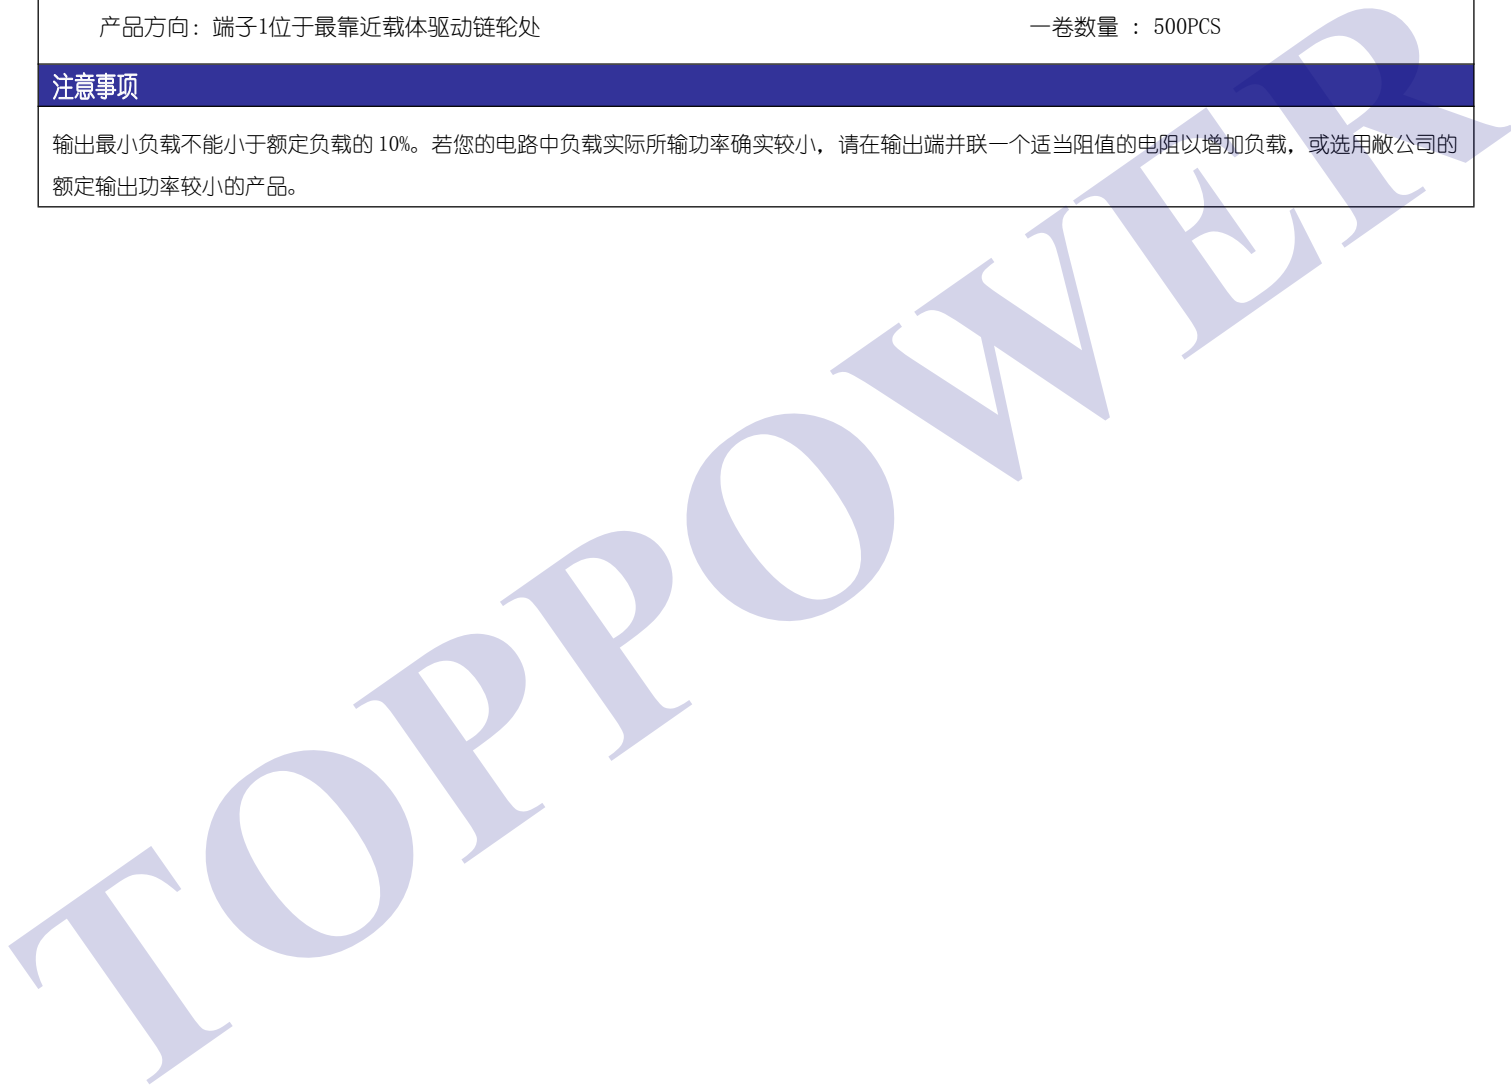 产品方向：端子1位于最靠近载体驱动链轮处 一卷数量 : 500PCS
注意事项
输出最小负载不能小于额定负载的 10%。若您的电路中负载实际所输功率确实较小，请在输出端并联一个适当阻值的电阻以增加负载，或选用敝公司的
额定输出功率较小的产品。
TOPPOWER